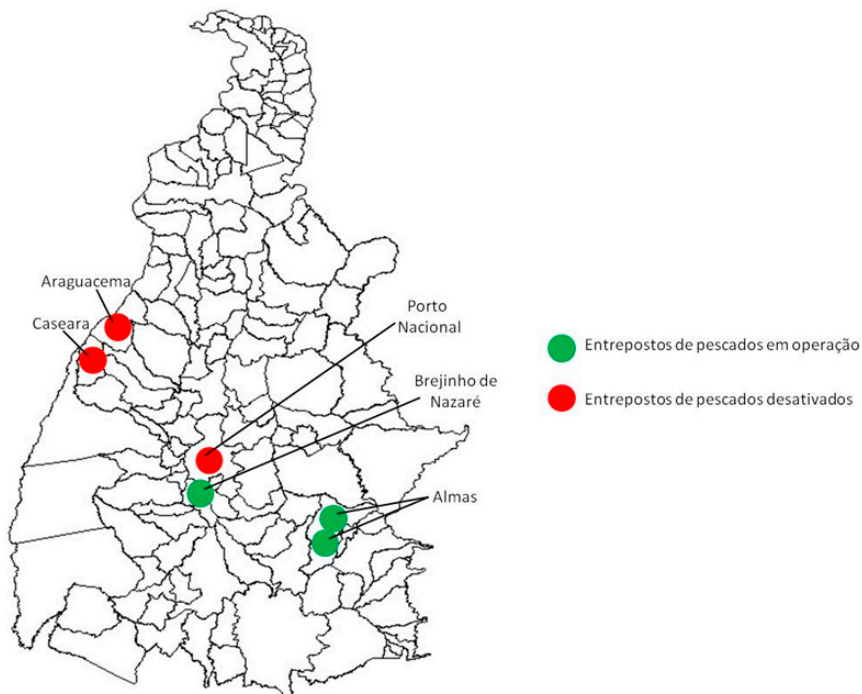 Araguacema
Caseara
Porto
Nacional
Brejinho de
Nazaré
Almas
Entrepostos de pescados em operação
Entrepostos de pescados desativados